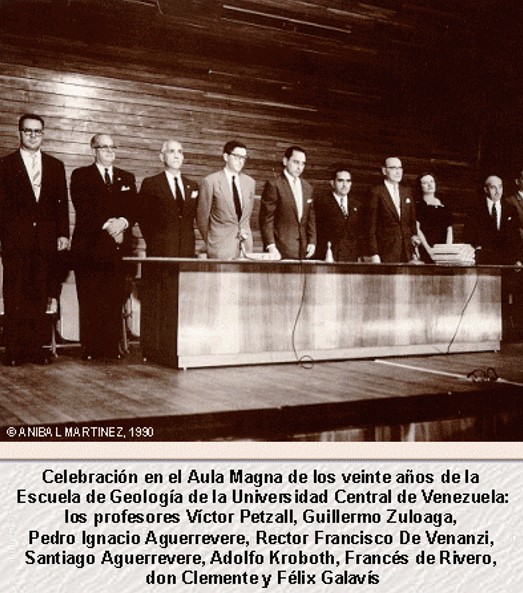 © ANIBAL MARTINEZ, 1990
Celebración en el Aula Magna de los veinte años de la
Escuela de Geología de la Universidad Central de Venezuela:
los profesores Víctor Petzall, Guillermo Zuloaga,
Pedro Ignacio Aguerrevere, Rector Francisco De Venanzi,
Santiago Aguerrevere, Adolfo Kroboth, Francés de Rivero,
don Clemente y Félix Galavís